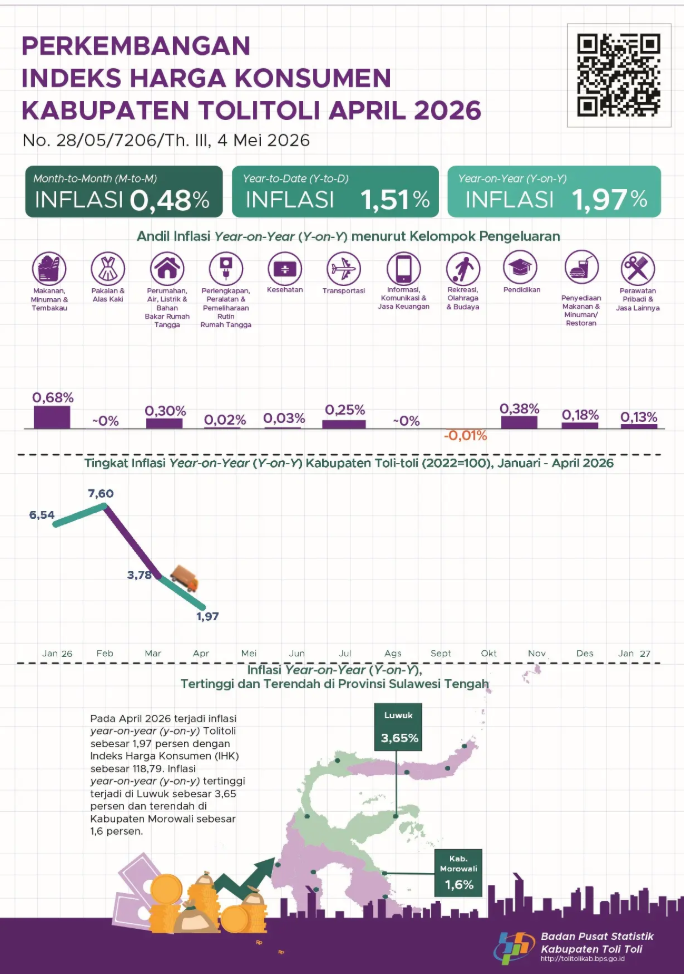 PERKEMBANGAN
INDEKS HARGA KONSUMEN
KABUPATEN TOLITOLI APRIL 2026
No. 28/05/7206/Th. III, 4 Mei 2026
Month-to-Month (M-to-M)
INFLASI 0,48%
Year-to-Date (Y-to-D)
INFLASI 1,51%
Year-on-Year (Y-on-Y)
INFLASI 1,97%
Andil Inflasi Year-on-Year (Y-on-Y) menurut Kelompok Pengeluaran
Makanan,
Minuman &
Tembakau
Pakaian &
Alas Kaki
Perumahan,
Air, Listrik &
Bahan
Bakar Rumah
Tangga
Perlengkapan,
Peralatan &
Pemeliharaan
Rutin
Rumah Tangga
Kesehatan
Transportasi
Informasi,
Komunikasi &
Jasa Keuangan
Rekreasi,
Olahraga
& Budaya
Pendidikan
Penyediaan
Makanan &
Minuman/
Restoran
Perawatan
Pribadi &
Jasa Lainnya
0,68%
~0%
0,30%
0,02%
0,03%
0,25%
~0%
-0,01%
0,38%
0,18%
0,13%
Tingkat Inflasi Year-on-Year (Y-on-Y) Kabupaten Toli-toli (2022=100), Januari - April 2026
6,54
7,60
3,78
1,97
Jan 26
Feb
Mar
Apr
Mei
Jun
Jul
Ags
Sept
Okt
Nov
Des
Jan 27
Inflasi Year-on-Year (Y-on-Y),
Tertinggi dan Terendah di Provinsi Sulawesi Tengah
Pada April 2026 terjadi inflasi
year-on-year (y-on-y) Tolitoli
sebesar 1,97 persen dengan
Indeks Harga Konsumen (IHK)
sebesar 118,79. Inflasi
year-on-year (y-on-y) tertinggi
terjadi di Luwuk sebesar 3,65
persen dan terendah di
Kabupaten Morowali sebesar
1,6 persen.
Luwuk
3,65%
Kab.
Morowali
1,6%
Rp
Rp
Badan Pusat Statistik
Kabupaten Toli Toli
http://tolitolikab.bps.go.id